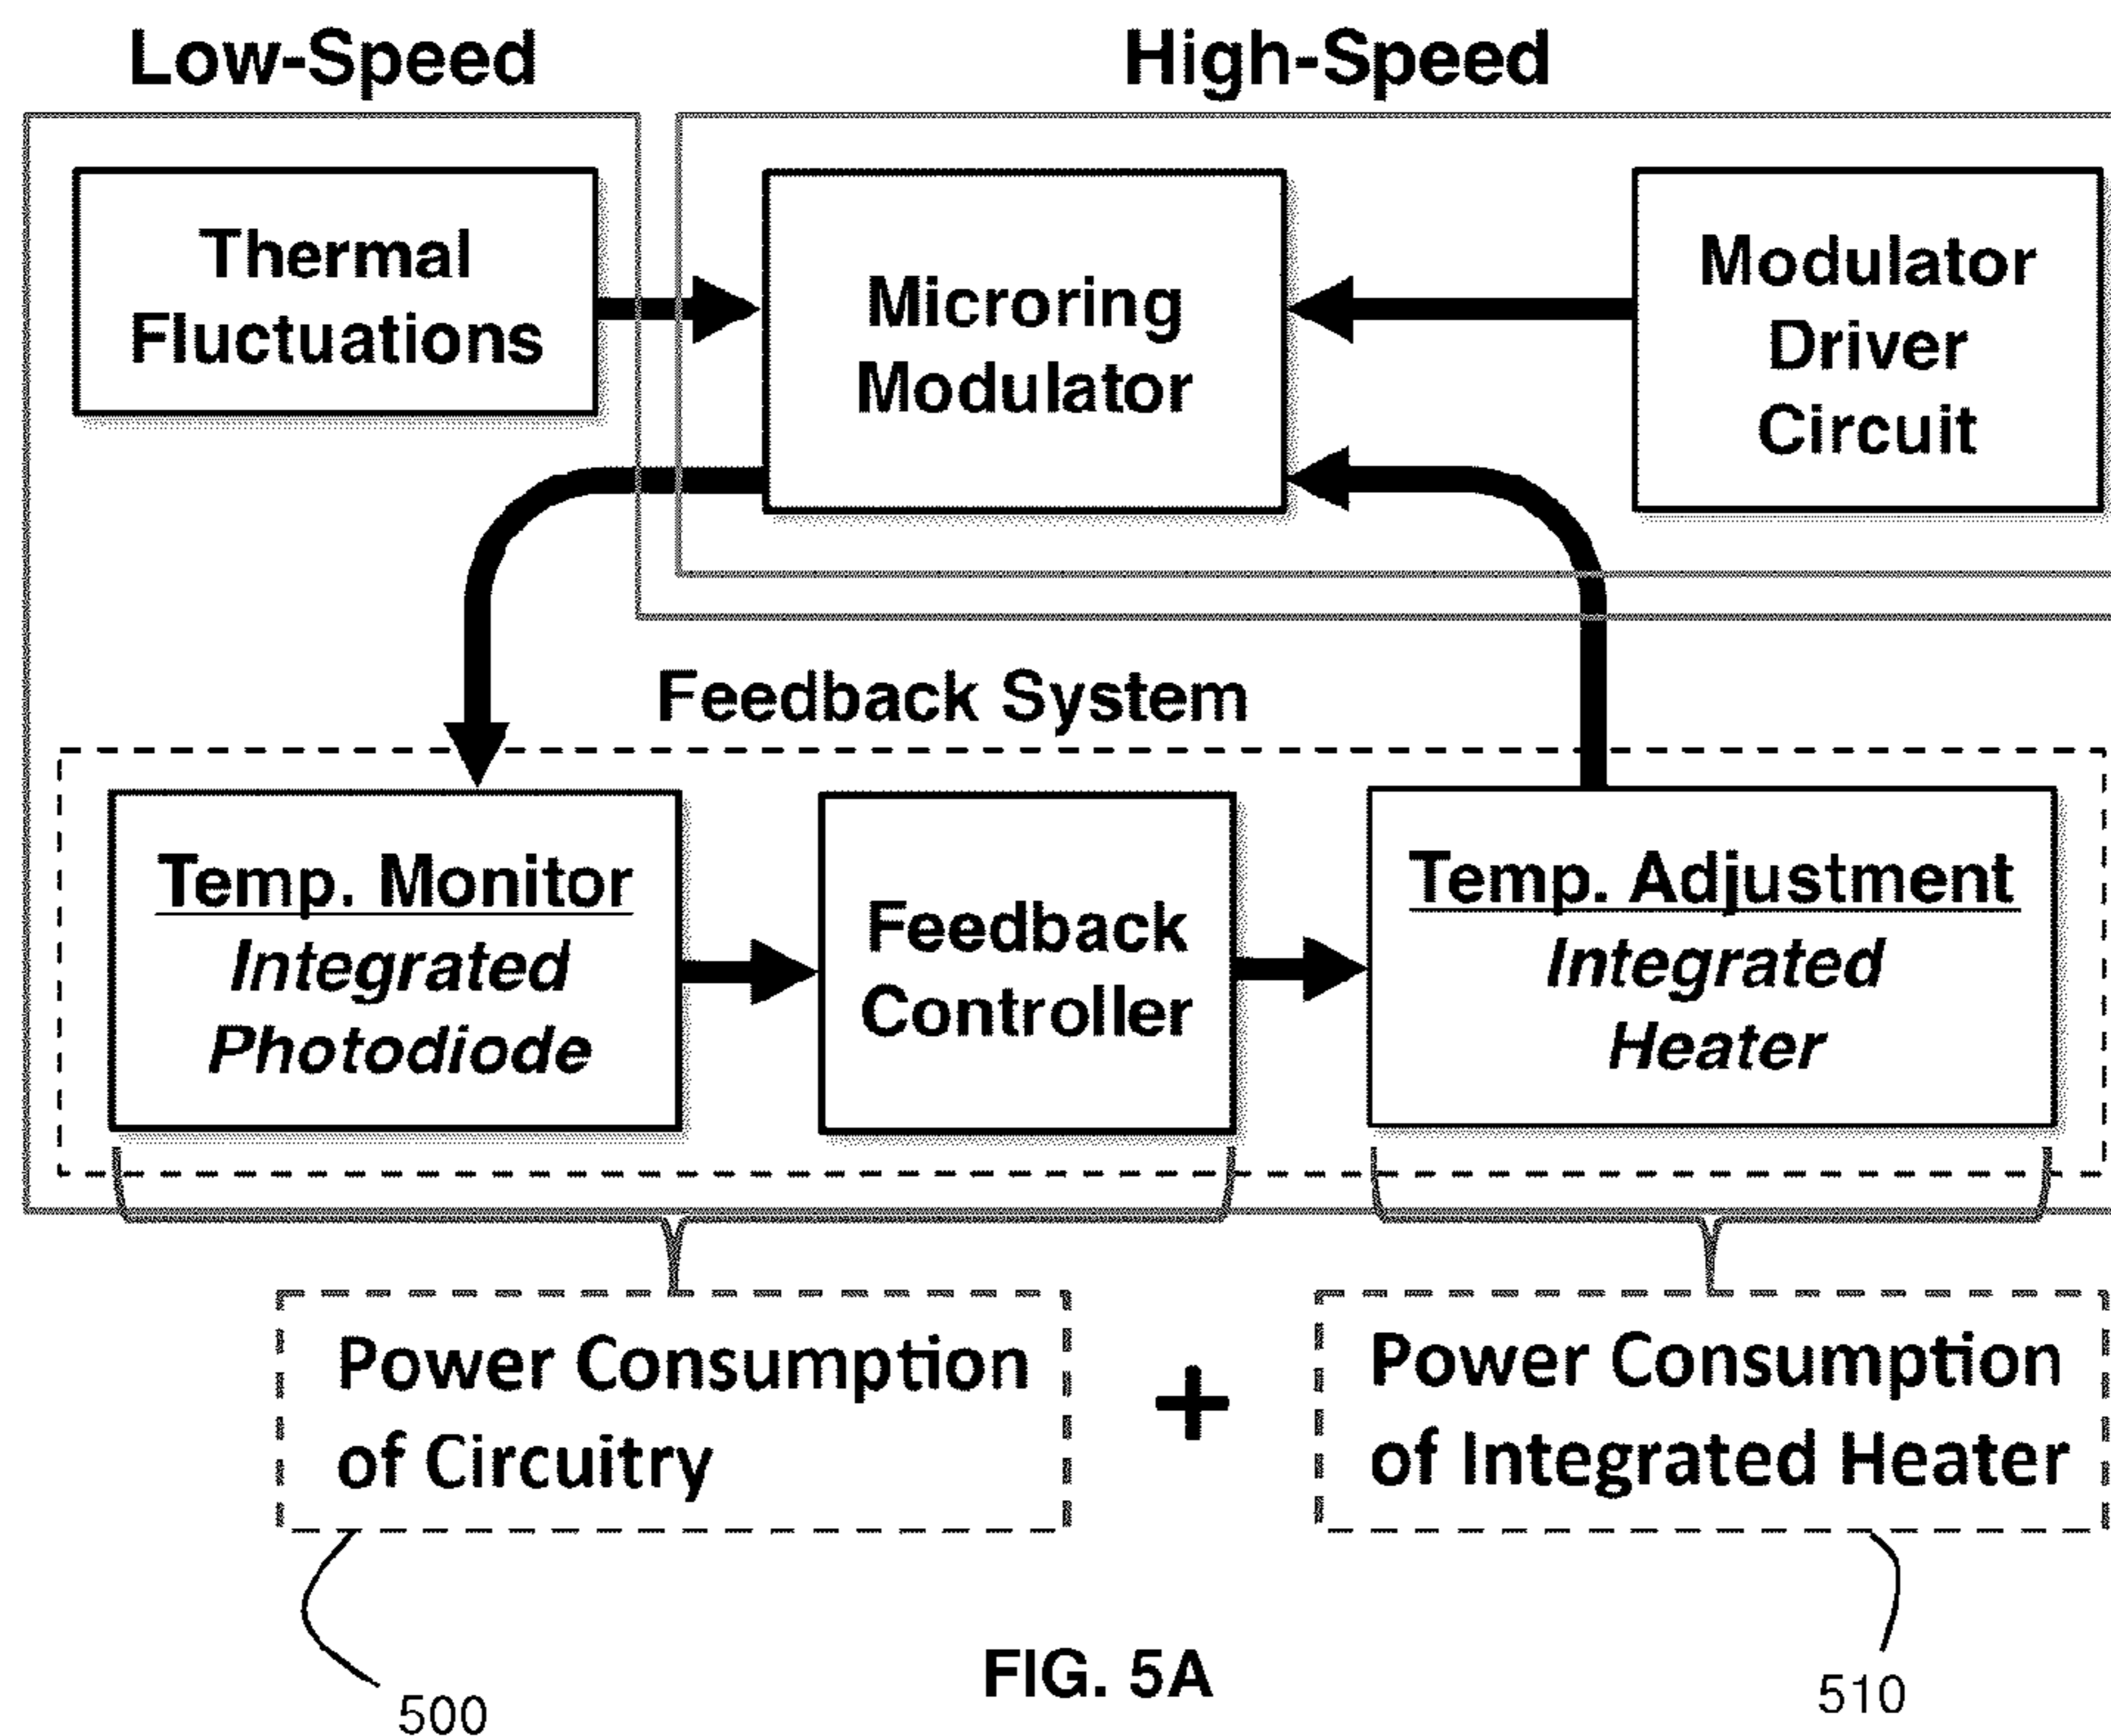 Low-Speed
High-Speed
Thermal
Fluctuations
Microring
Modulator
Modulator
Driver
Circuit
Feedback System
Temp. Monitor
Integrated
Photodiode
Feedback
Controller
Temp. Adjustment
Integrated
Heater
Power Consumption
of Circuitry
+
Power Consumption
of Integrated Heater
500
FIG. 5A
510